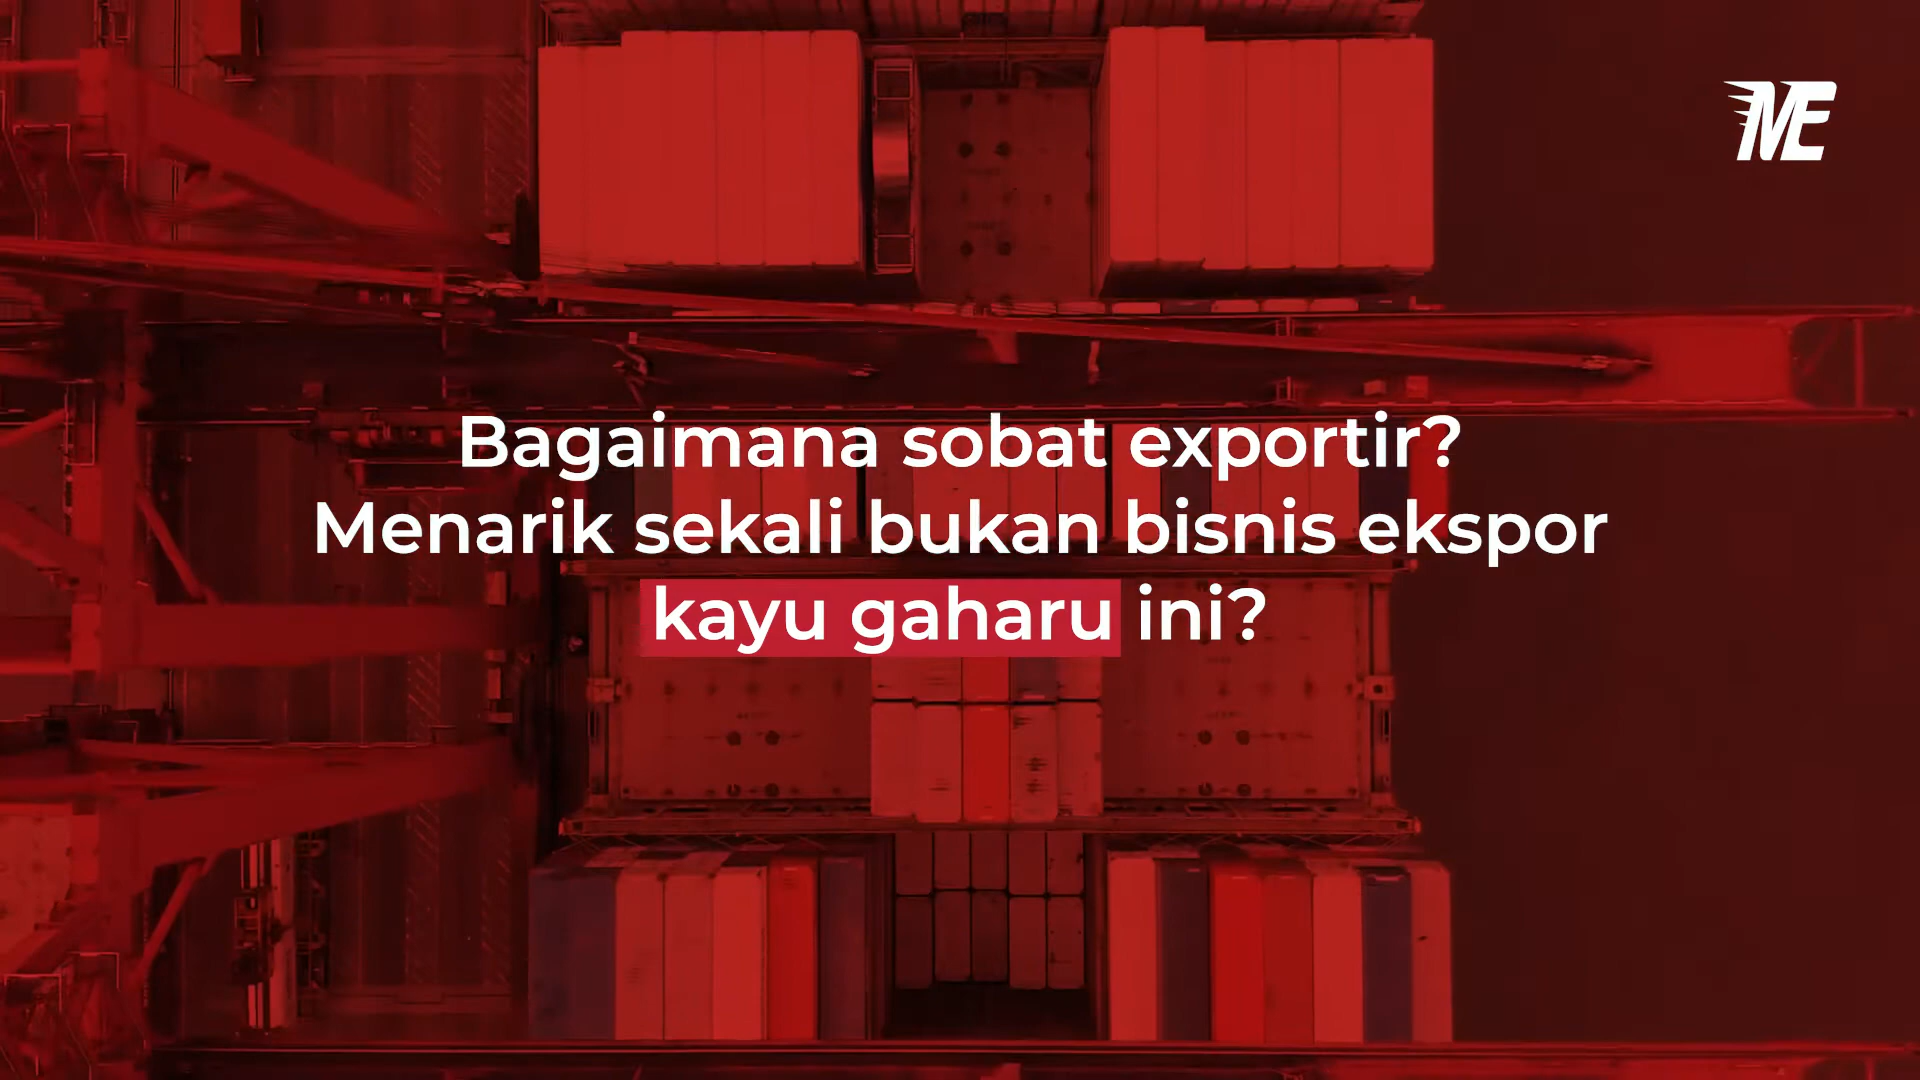 ME
Bagaimana sobat exportir?
Menarik sekali bukan bisnis ekspor
kayu gaharu ini?